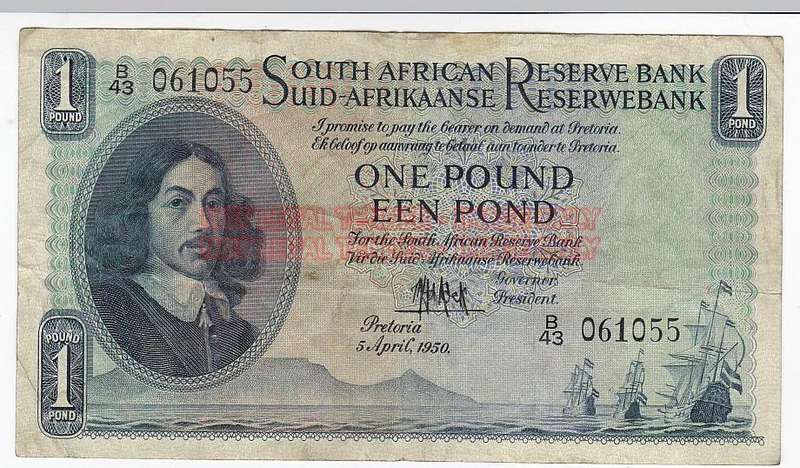 1
POUND
B/43 061055
SOUTH AFRICAN RESERVE BANK
SUID-AFRIKAANSE RESERWEBANK
1
POND
I promise to pay the bearer on demand at Pretoria.
Ek beloof op aanvraag te betaal aan toonder te Pretoria.
ONE POUND
EEN POND
For the South African Reserve Bank
Vir die Suid-Afrikaanse Reserwebank
Governor
President.
Pretoria
5 April, 1950.
B/43 061055
POUND
1
POND